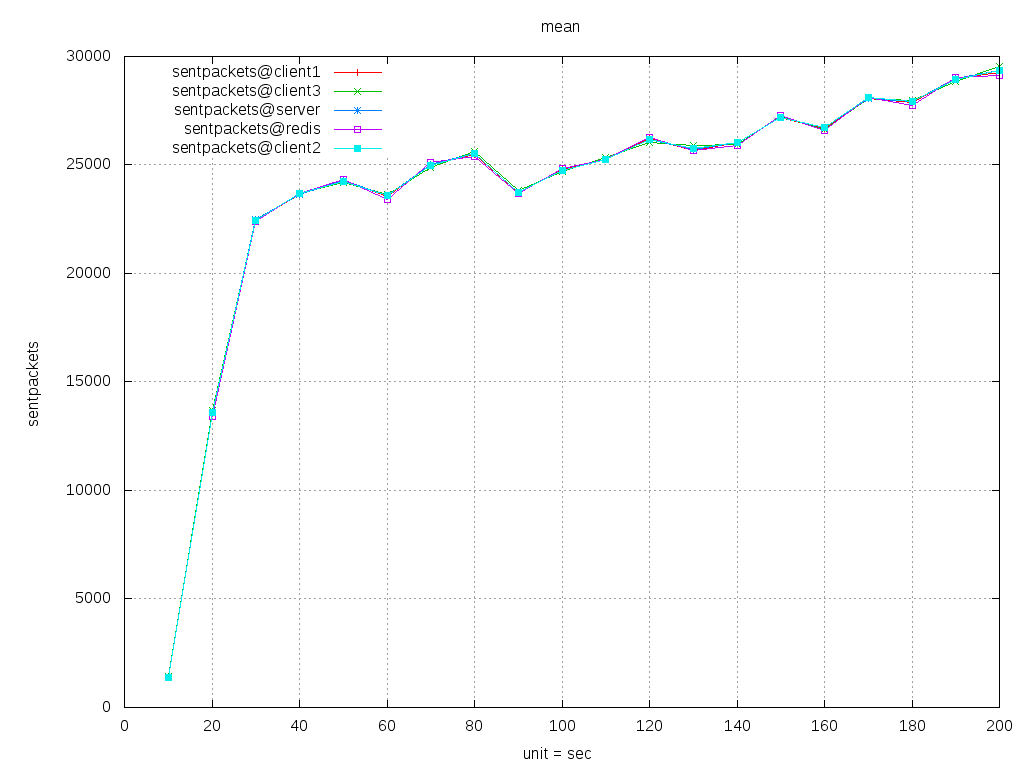 mean
30000
25000
20000
15000
10000
5000
0
sentpackets
sentpackets@client1
sentpackets@client3
sentpackets@server
sentpackets@redis
sentpackets@client2
0 20 40 60 80 100 120 140 160 180 200
unit = sec